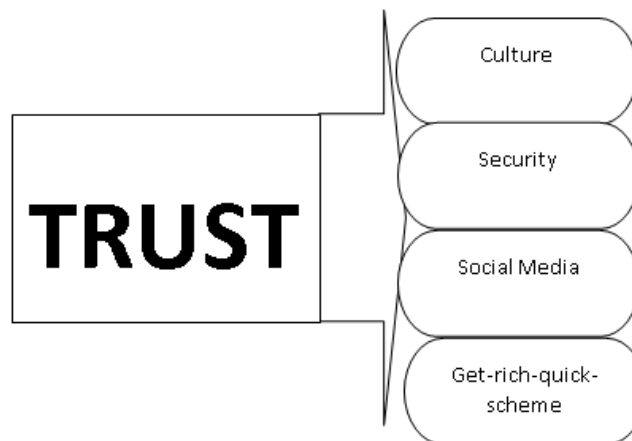 TRUST
Culture
Security
Social Media
Get-rich-quick-
scheme